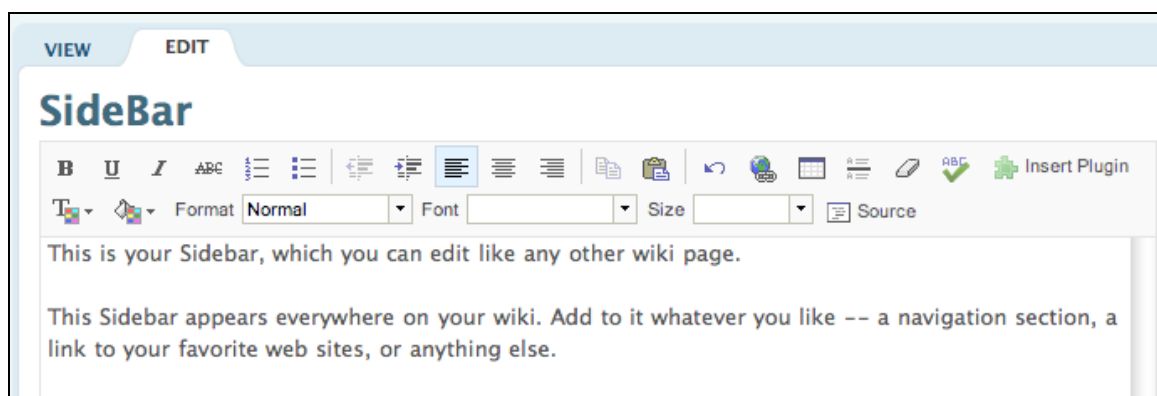 VIEW EDIT
SideBar
B U I ABC ABC Insert Plugin
T Format Normal Font Size Source
This is your Sidebar, which you can edit like any other wiki page.
This Sidebar appears everywhere on your wiki. Add to it whatever you like -- a navigation section, a
link to your favorite web sites, or anything else.